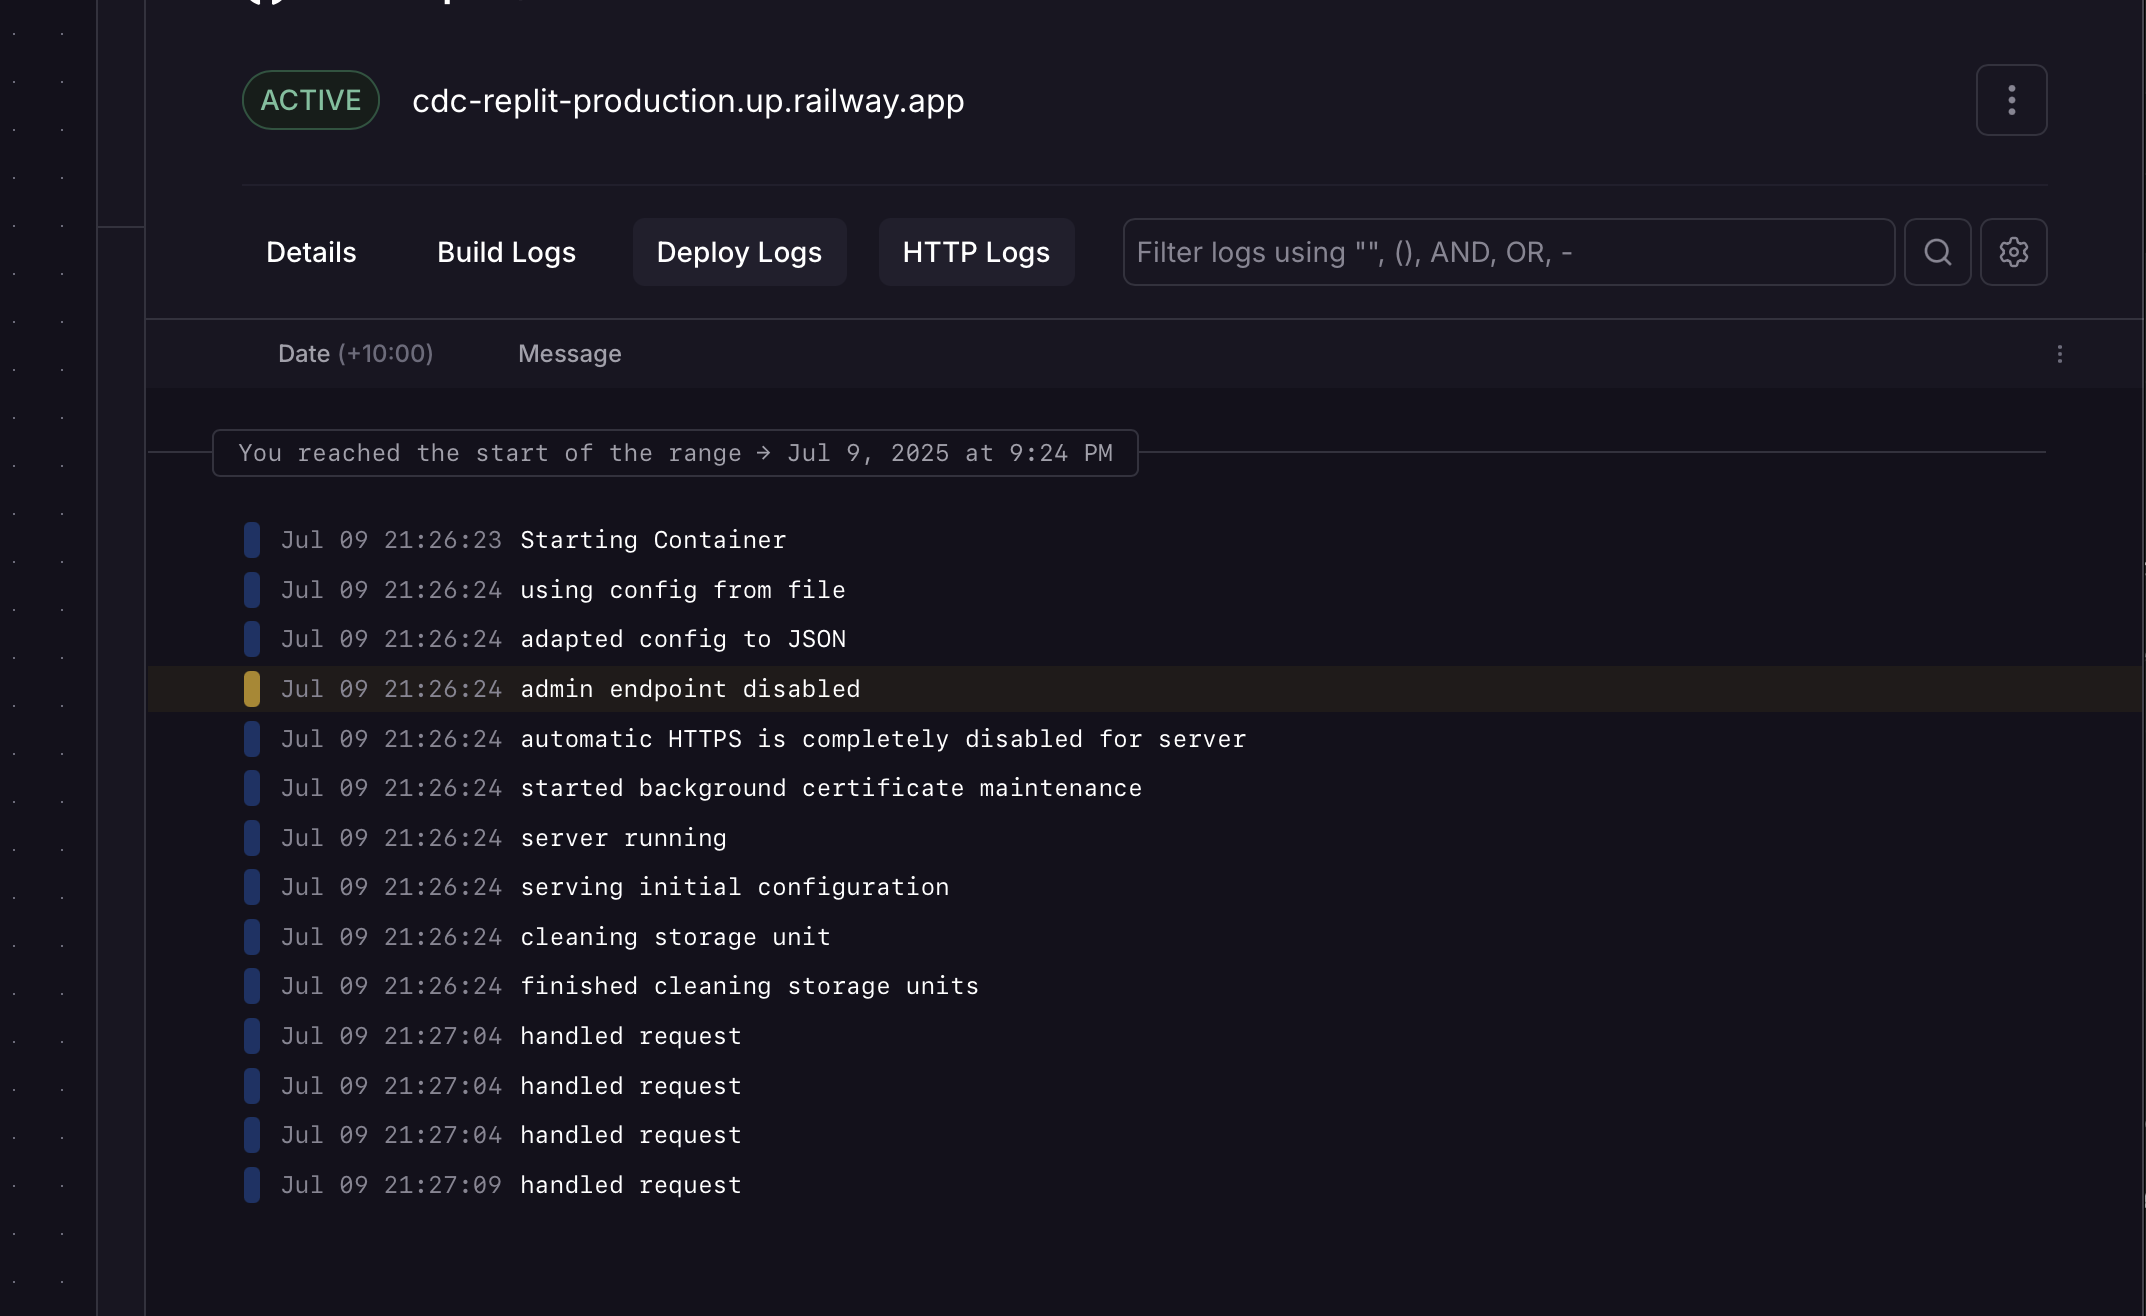 ACTIVE cdc-replit-production.up.railway.app
Details Build Logs Deploy Logs HTTP Logs Filter logs using "", (), AND, OR, -
Date (+10:00) Message
You reached the start of the range → Jul 9, 2025 at 9:24 PM
Jul 09 21:26:23 Starting Container
Jul 09 21:26:24 using config from file
Jul 09 21:26:24 adapted config to JSON
Jul 09 21:26:24 admin endpoint disabled
Jul 09 21:26:24 automatic HTTPS is completely disabled for server
Jul 09 21:26:24 started background certificate maintenance
Jul 09 21:26:24 server running
Jul 09 21:26:24 serving initial configuration
Jul 09 21:26:24 cleaning storage unit
Jul 09 21:26:24 finished cleaning storage units
Jul 09 21:27:04 handled request
Jul 09 21:27:04 handled request
Jul 09 21:27:04 handled request
Jul 09 21:27:09 handled request